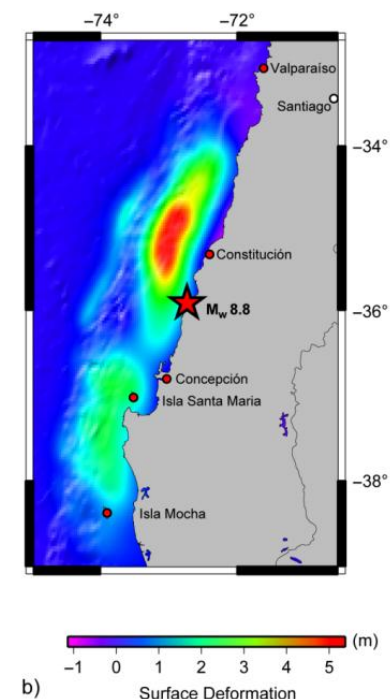 −74° −72°
Valparaíso
Santiago
−34°
Constitución
Mw 8.8
−36°
Concepción
Isla Santa Maria
−38°
Isla Mocha
(m)
−1 0 1 2 3 4 5
b) Surface Deformation